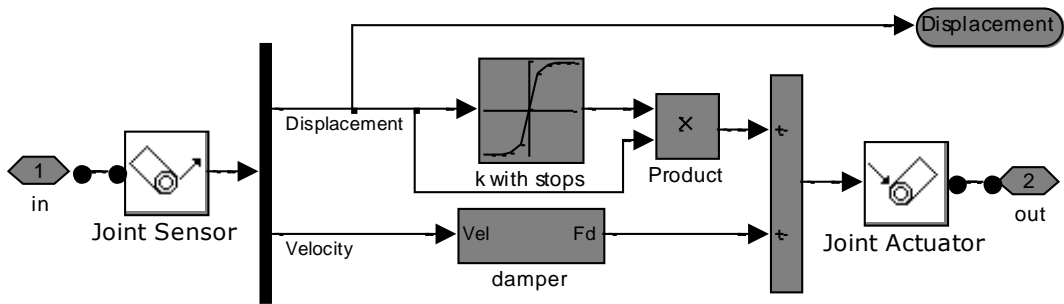 Displacement
Displacement
k with stops
×
Product
1
in
Joint Sensor
Velocity
Vel
Fd
damper
+
+
Joint Actuator
2
out